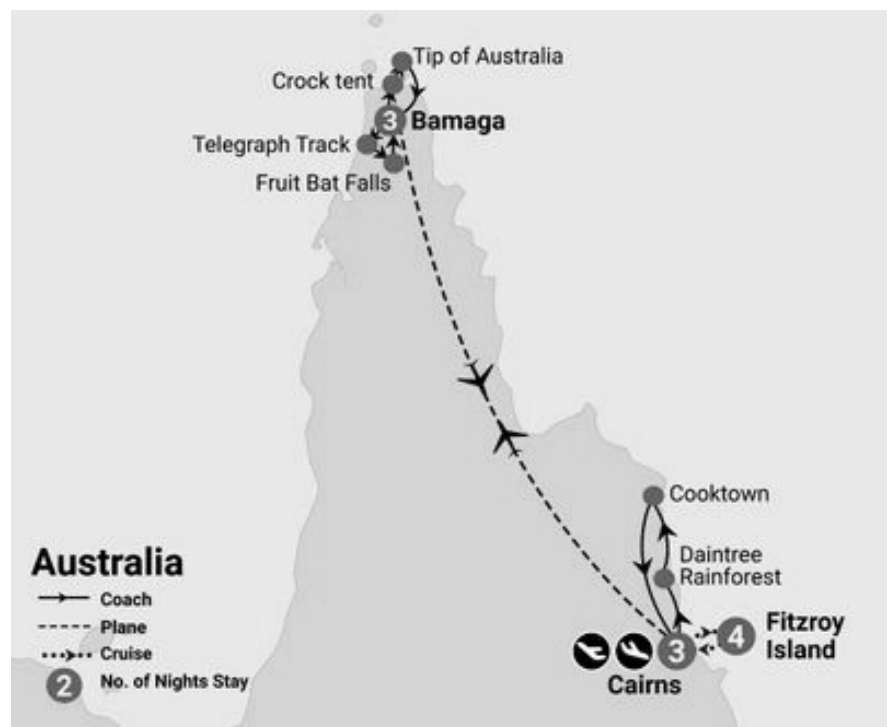 Tip of Australia
Crock tent
3 Bamaga
Telegraph Track
Fruit Bat Falls
Cooktown
Daintree
Rainforest
Fitzroy
Island
4
3
Cairns
Australia
Coach
Plane
Cruise
2 No. of Nights Stay